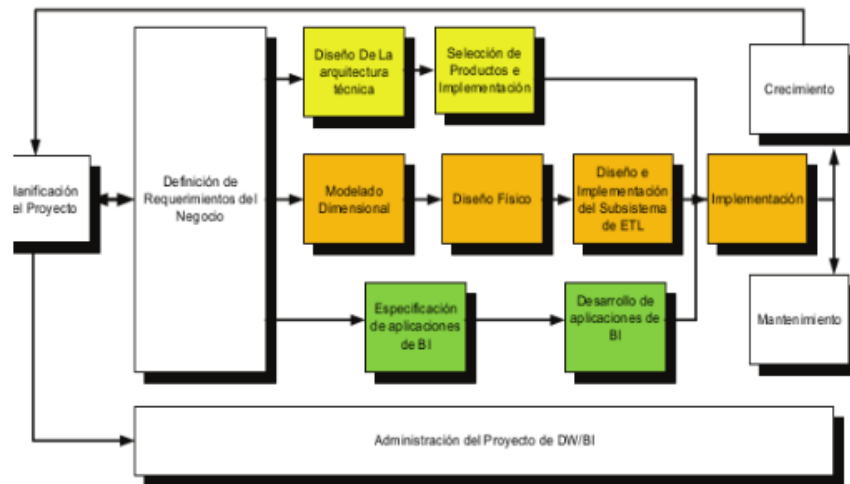 Diseño De La
arquitectura
técnica
Selección de
Productos e
Implementación
Crecimiento
lanificación
el Proyecto
Definición de
Requerimientos del
Negocio
Modelado
Dimensional
Diseño Físico
Diseño e
Implementación
del Subsistema
de ETL
Implementación
Especificación
de aplicaciones
de BI
Desarrollo de
aplicaciones de
BI
Mantenimiento
Administración del Proyecto de DW/BI